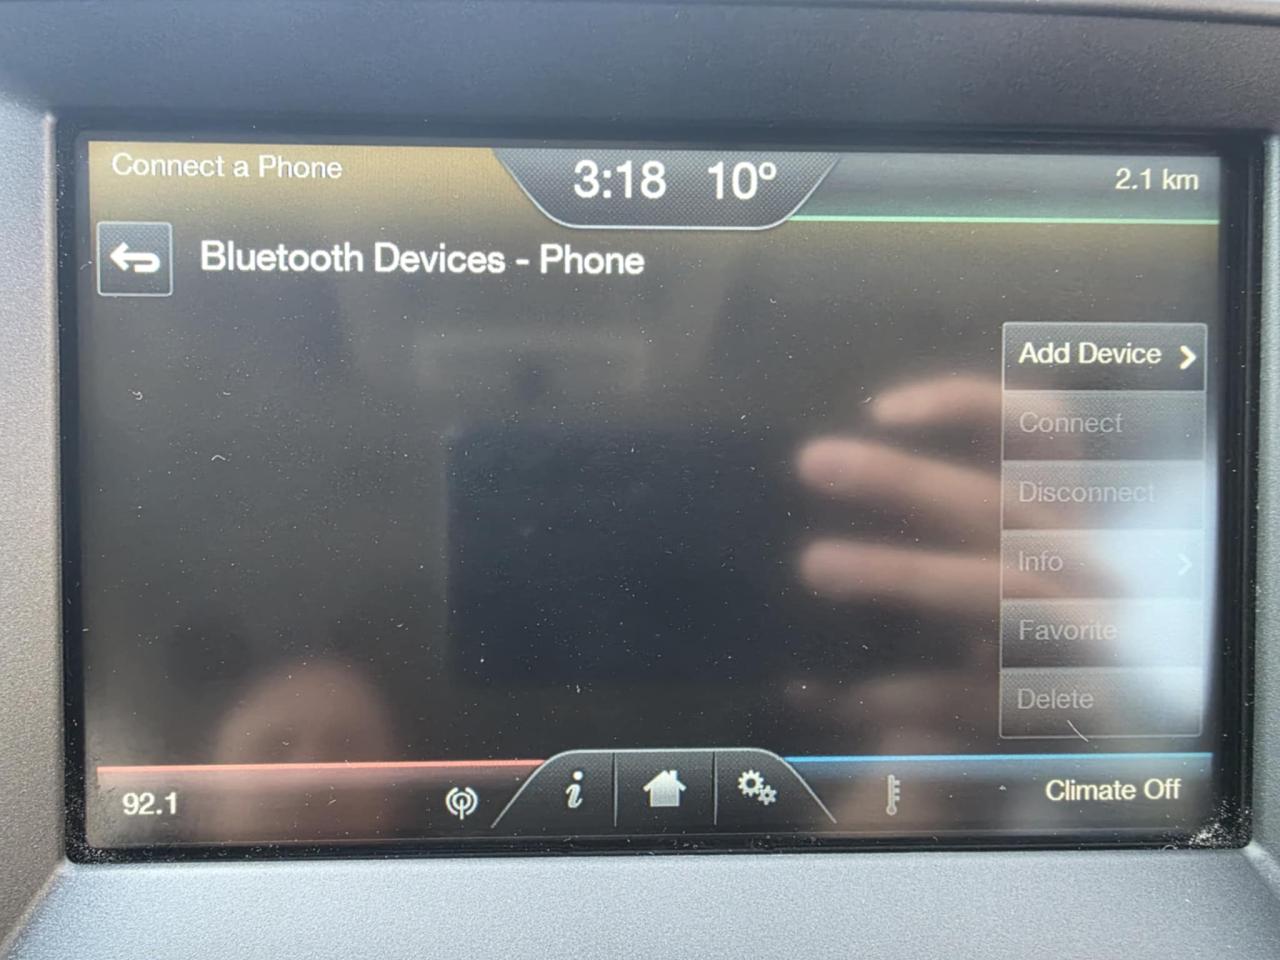 Connect a Phone
3:18 10°
2.1 km
Bluetooth Devices - Phone
Add Device
Connect
Disconnect
Info
Favorite
Delete
92.1
i
Climate Off